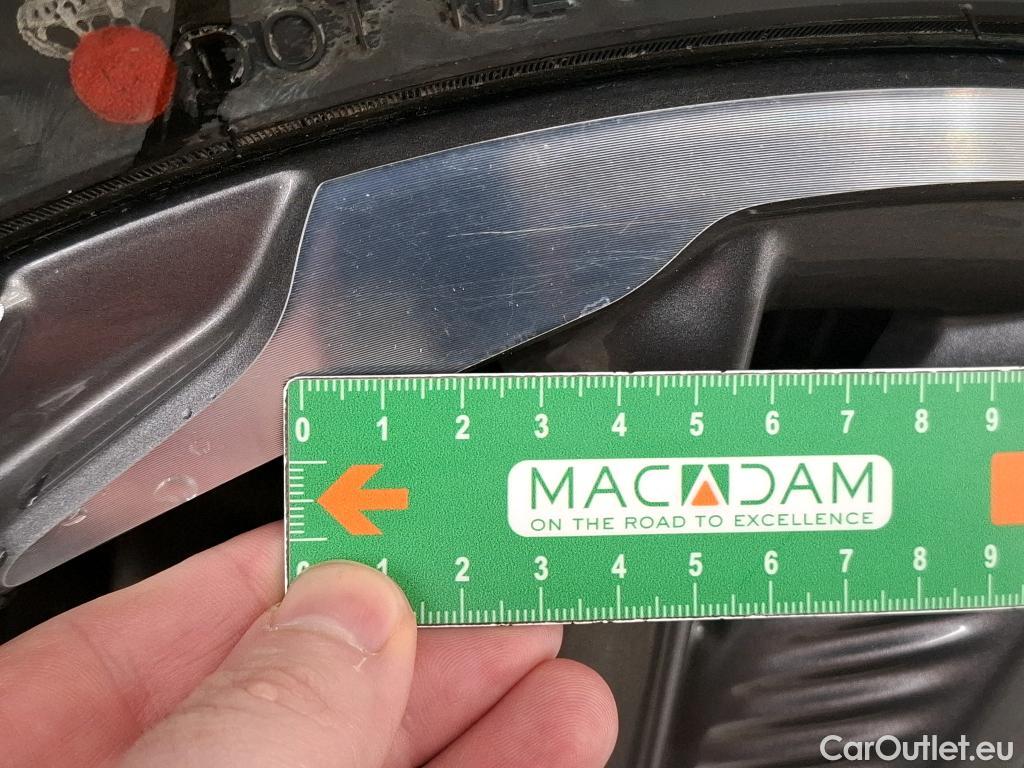 DOT
0 1 2 3 4 5 6 7 8 9
MACADAM
ON THE ROAD TO EXCELLENCE
1 2 3 4 5 6 7 8 9
CarOutlet.eu